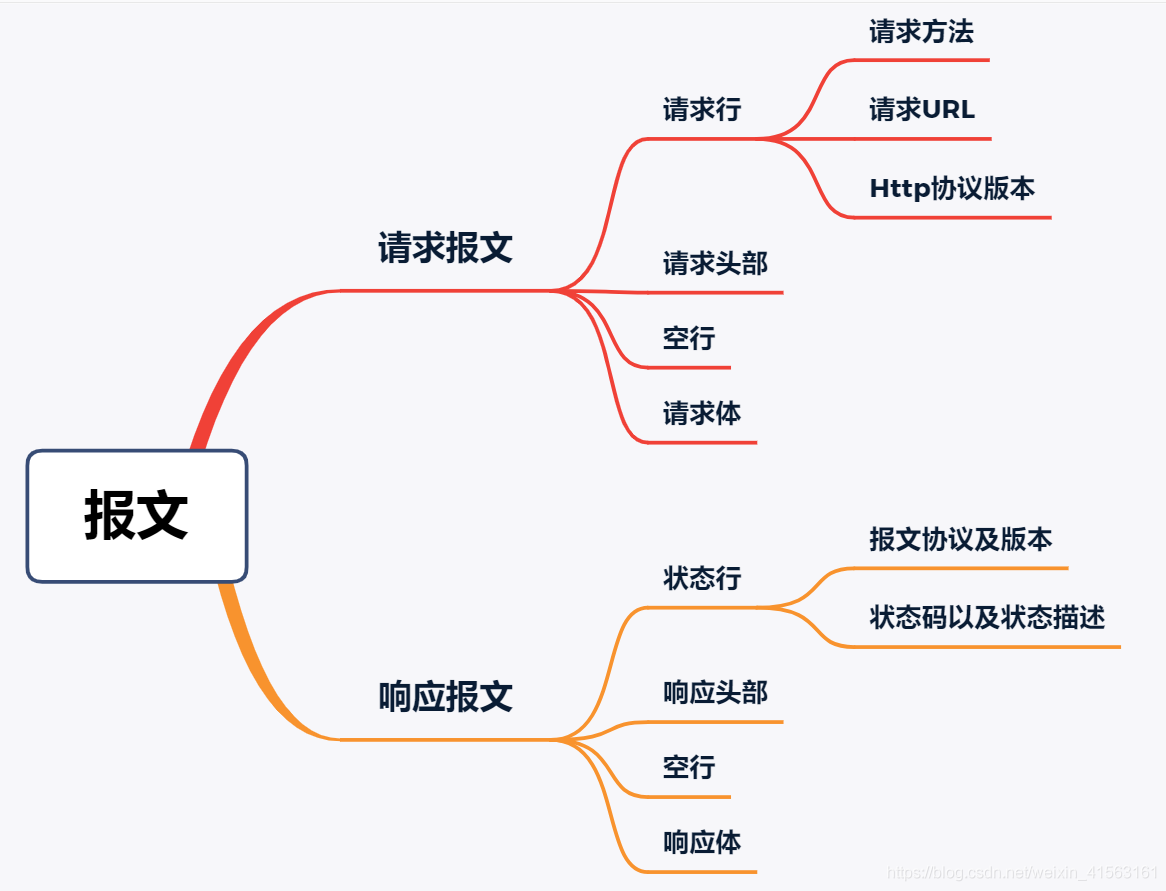 报文
请求报文
请求行
请求方法
请求URL
Http协议版本
请求头部
空行
请求体
响应报文
状态行
报文协议及版本
状态码以及状态描述
响应头部
空行
响应体
https://blog.csdn.net/weixin_41563161